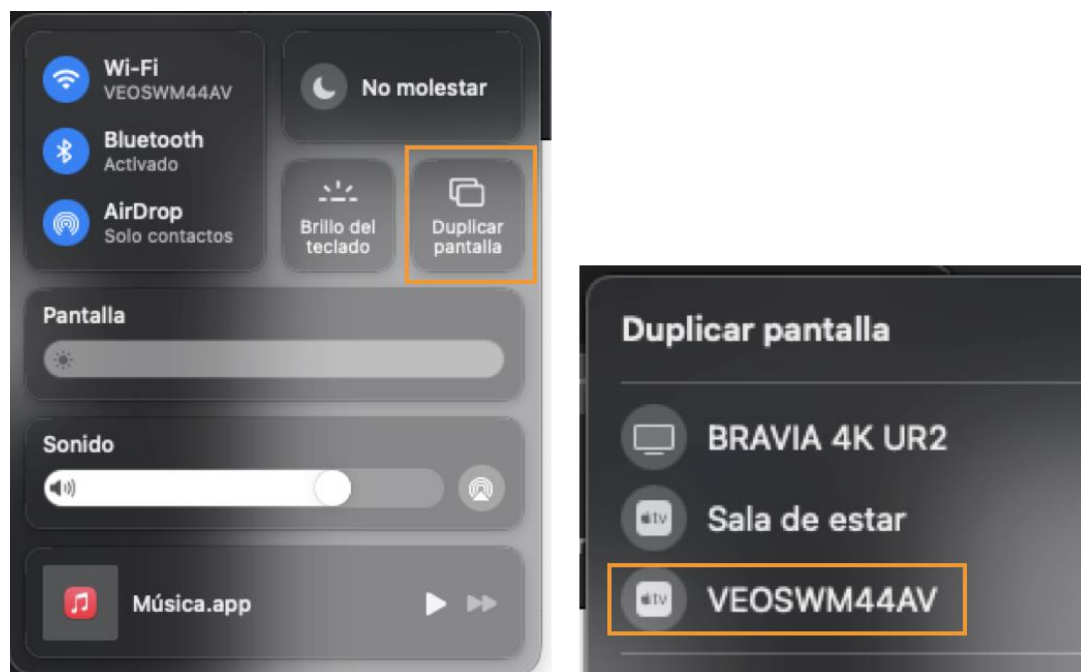 Wi-Fi
VEOSWM44AV
Bluetooth
Activado
AirDrop
Solo contactos
No molestar
Brillo del
teclado
Duplicar
pantalla
Pantalla
Sonido
Música.app
Duplicar pantalla
BRAVIA 4K UR2
tv
Sala de estar
tv
VEOSWM44AV